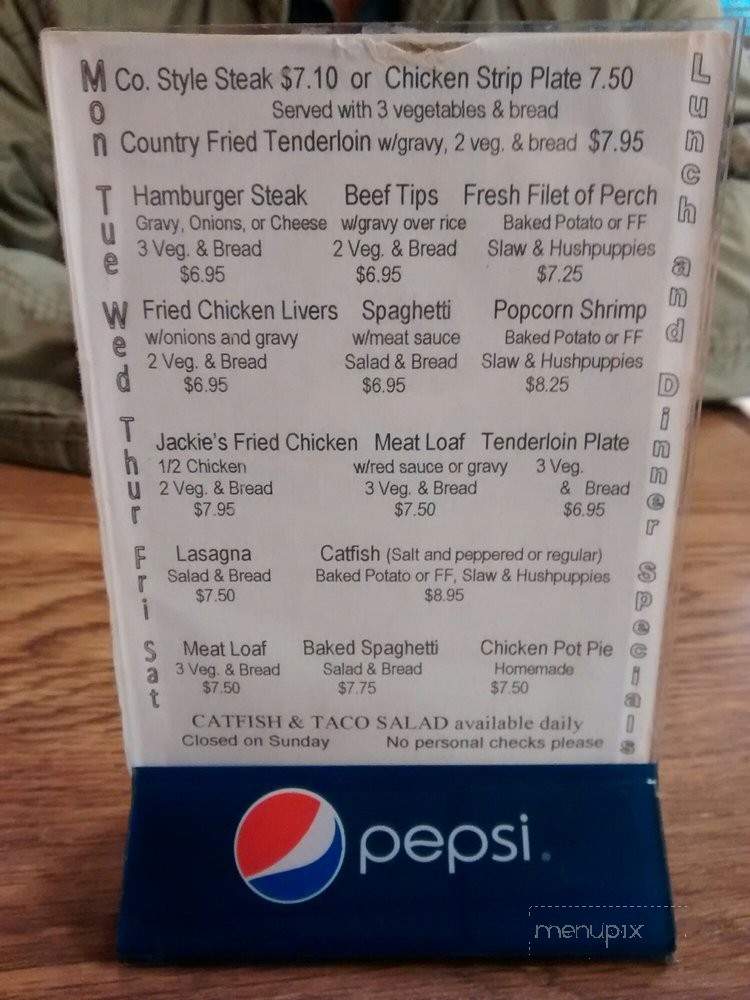 Mon
Co. Style Steak $7.10 or Chicken Strip Plate 7.50
Served with 3 vegetables & bread
Country Fried Tenderloin w/gravy, 2 veg. & bread $7.95
Tue
Hamburger Steak Beef Tips Fresh Filet of Perch
Gravy, Onions, or Cheese w/gravy over rice Baked Potato or FF
3 Veg. & Bread 2 Veg. & Bread Slaw & Hushpuppies
$6.95 $6.95 $7.25
Wed
Fried Chicken Livers Spaghetti Popcorn Shrimp
w/onions and gravy w/meat sauce Baked Potato or FF
2 Veg. & Bread Salad & Bread Slaw & Hushpuppies
$6.95 $6.95 $8.25
Thur
Jackie's Fried Chicken Meat Loaf Tenderloin Plate
1/2 Chicken w/red sauce or gravy 3 Veg.
2 Veg. & Bread 3 Veg. & Bread & Bread
$7.95 $7.50 $6.95
Fri
Lasagna Catfish (Salt and peppered or regular)
Salad & Bread Baked Potato or FF, Slaw & Hushpuppies
$7.50 $8.95
Sat
Meat Loaf Baked Spaghetti Chicken Pot Pie
3 Veg. & Bread Salad & Bread Homemade
$7.50 $7.75 $7.50
CATFISH & TACO SALAD available daily
Closed on Sunday No personal checks please
Lunch and Dinner Specials
pepsi
menupix